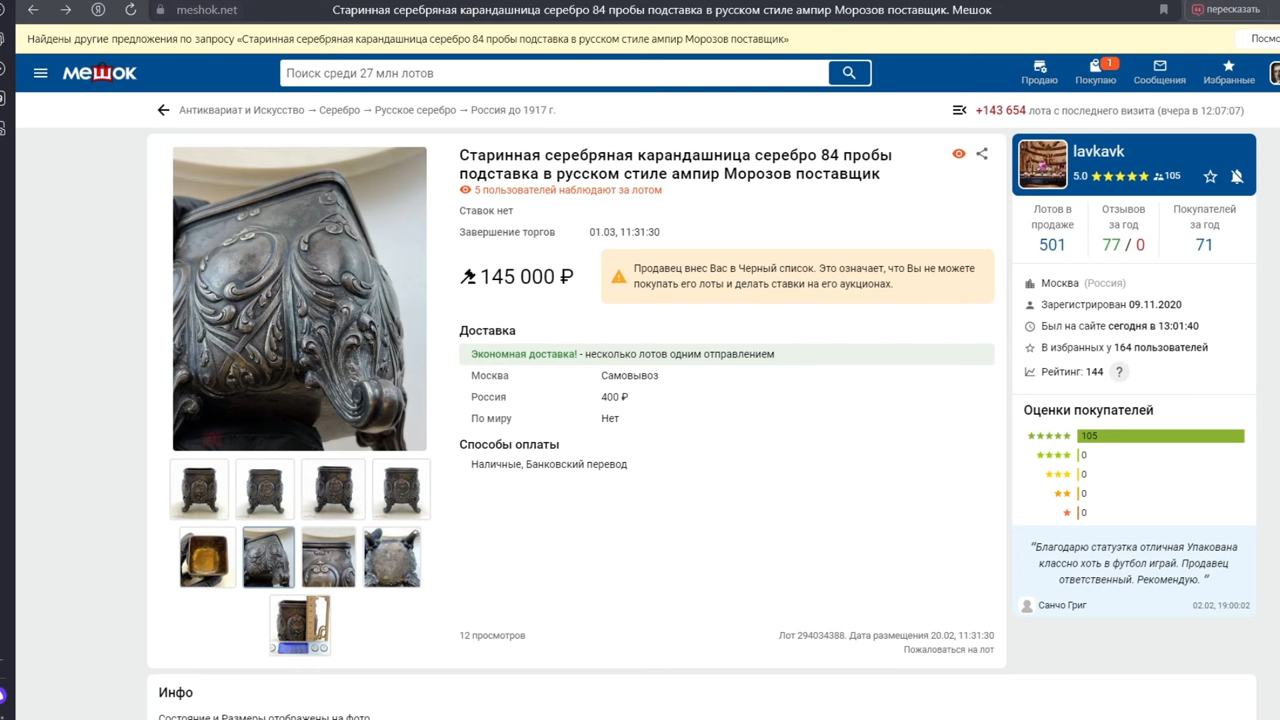 Старинная серебряная карандашница серебро 84 пробы подставка в русском стиле ампир Морозов поставщик. Мешок
meshok.net
пересказать
Найдены другие предложения по запросу «Старинная серебряная карандашница серебро 84 пробы подставка в русском стиле ампир Морозов поставщик»
мешок
Поиск среди 27 млн лотов
Продаю
1
Покупаю
Сообщения
Избранные
Антиквариат и Искусство → Серебро → Русское серебро → Россия до 1917 г.
+143 654 лота с последнего визита (вчера в 12:07:07)
Старинная серебряная карандашница серебро 84 пробы
подставка в русском стиле ампир Морозов поставщик
5 пользователей наблюдают за лотом
Ставок нет
Завершение торгов 01.03, 11:31:30
145 000 ₽
Продавец внес Вас в Черный список. Это означает, что Вы не можете
покупать его лоты и делать ставки на его аукционах.
Доставка
Экономная доставка! - несколько лотов одним отправлением
Москва Самовывоз
Россия 400 ₽
По миру Нет
Способы оплаты
Наличные, Банковский перевод
12 просмотров
Лот 294034388. Дата размещения 20.02, 11:31:30
Пожаловаться на лот
Инфо
Состояние и Размеры отображены на фото
lavkavk
5.0 105
Лотов в
продаже
501
Отзывов
за год
77 / 0
Покупателей
за год
71
Москва (Россия)
Зарегистрирован 09.11.2020
Был на сайте сегодня в 13:01:40
В избранных у 164 пользователей
Рейтинг: 144 ?
Оценки покупателей
105
0
0
0
0
“Благодарю статуэтка отличная Упакована
классно хоть в футбол играй. Продавец
ответственный. Рекомендую. ”
Санчо Григ
02.02, 19:00:02